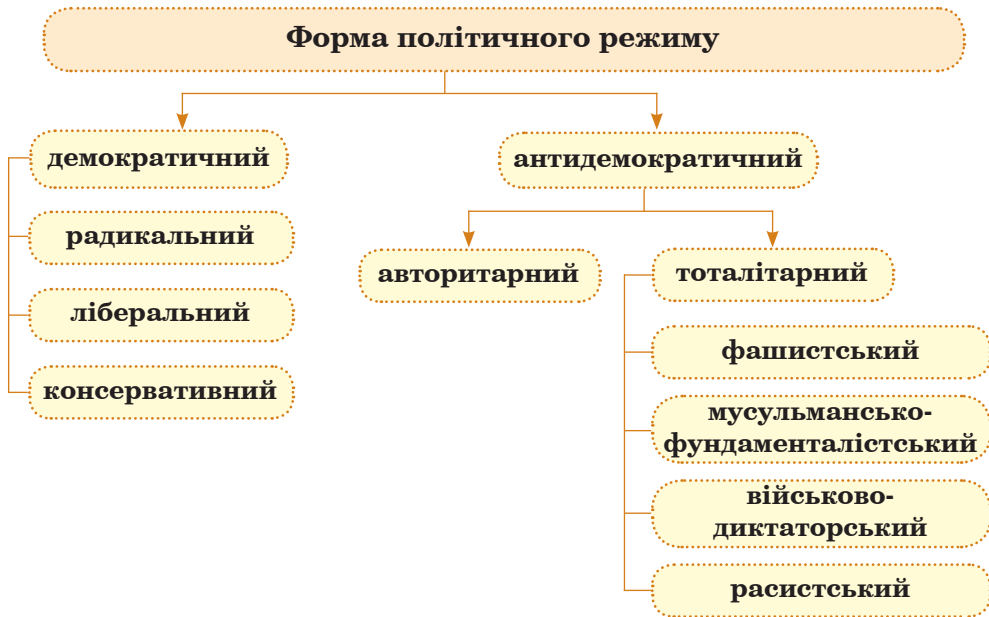 Форма політичного режиму
демократичний
радикальний
ліберальний
консервативний
антидемократичний
авторитарний
тоталітарний
фашистський
мусульмансько-
фундаменталістський
військово-
диктаторський
расистський